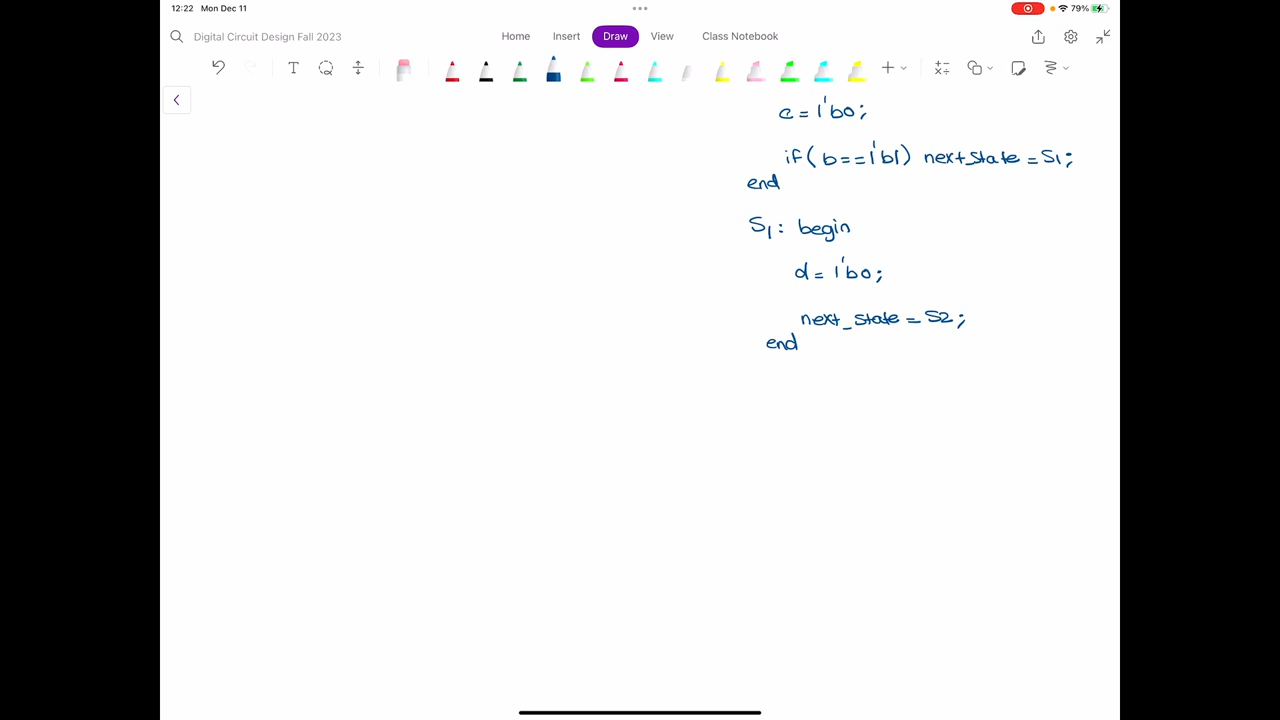 12:22 Mon Dec 11
79%
Digital Circuit Design Fall 2023
Home Insert Draw View Class Notebook
c = 1'b0;
if( b==1'b1) next_state = S1;
end
S1: begin
d = 1'b0;
next_state = S2;
end